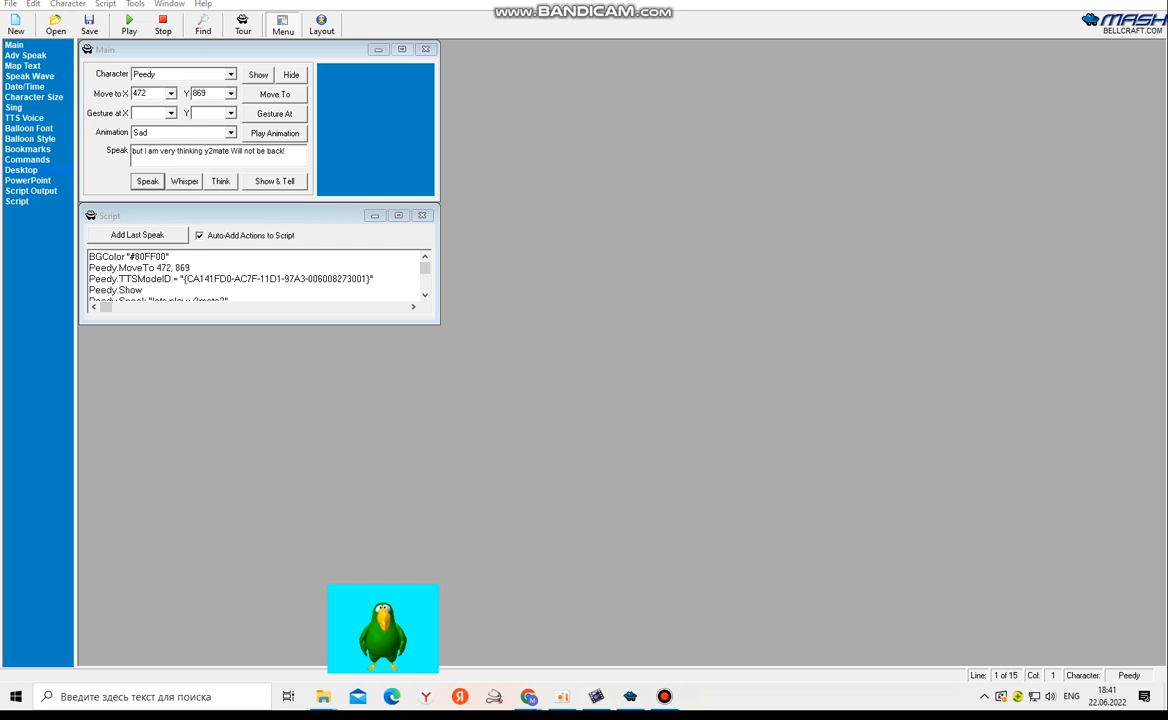 File Edit Character Script Tools Window Help
www.BANDICAM.com
New Open Save Play Stop Find Tour Menu Layout
MASH
BELLCRAFT.COM
Main
Adv Speak
Map Text
Speak Wave
Date/Time
Character Size
Sing
TTS Voice
Balloon Font
Balloon Style
Bookmarks
Commands
Desktop
PowerPoint
Script Output
Script
Main
Character Peedy Show Hide
Move to X 472 Y 869 Move To
Gesture at X Y Gesture At
Animation Sad Play Animation
Speak but I am very thinking y2mate Will not be back!
Speak Whisper Think Show & Tell
Script
Add Last Speak Auto-Add Actions to Script
BGColor "#80FF00"
Peedy.MoveTo 472, 869
Peedy.TTSModeID = "{CA141FD0-AC7F-11D1-97A3-006008273001}"
Peedy.Show
Line: 1 of 15 Col: 1 Character: Peedy
Введите здесь текст для поиска
ENG
18:41
22.06.2022